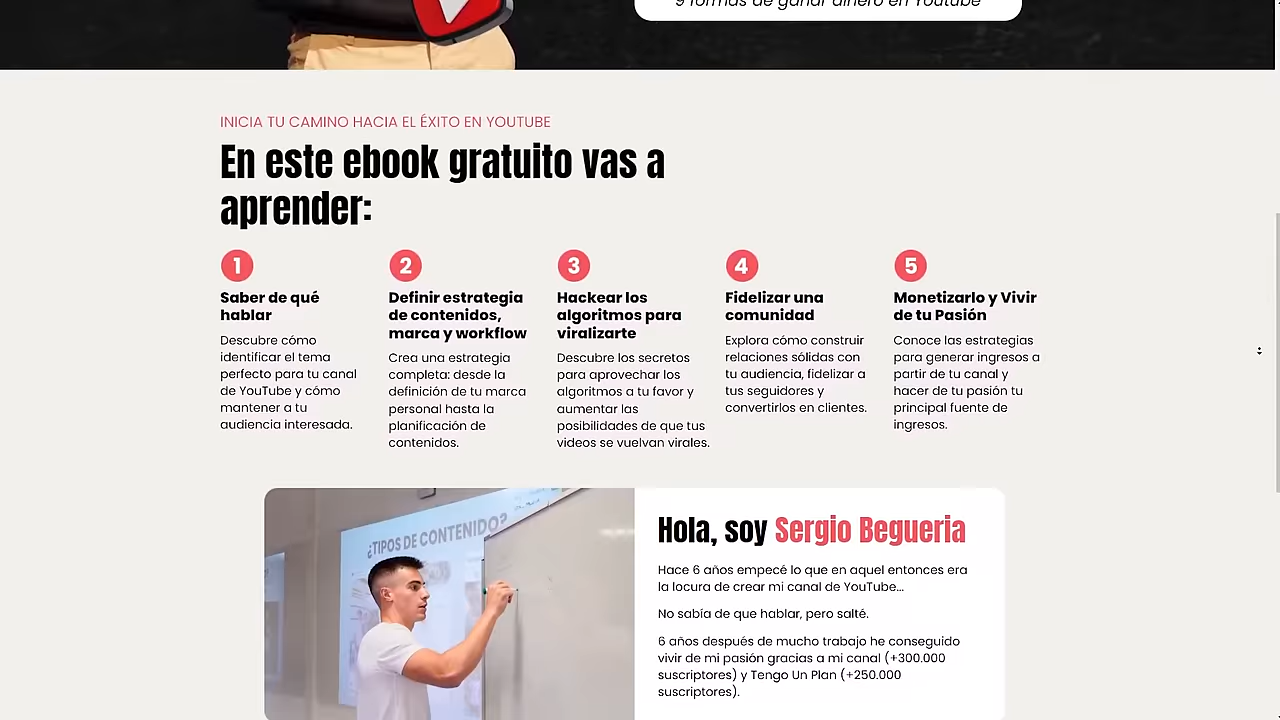 9 formas de ganar dinero en Youtube
INICIA TU CAMINO HACIA EL ÉXITO EN YOUTUBE
En este ebook gratuito vas a
aprender:
1
Saber de qué
hablar
Descubre cómo
identificar el tema
perfecto para tu canal
de YouTube y cómo
mantener a tu
audiencia interesada.
2
Definir estrategia
de contenidos,
marca y workflow
Crea una estrategia
completa: desde la
definición de tu marca
personal hasta la
planificación de
contenidos.
3
Hackear los
algoritmos para
viralizarte
Descubre los secretos
para aprovechar los
algoritmos a tu favor y
aumentar las
posibilidades de que tus
videos se vuelvan virales.
4
Fidelizar una
comunidad
Explora cómo construir
relaciones sólidas con
tu audiencia, fidelizar a
tus seguidores y
convertirlos en clientes.
5
Monetizarlo y Vivir
de tu Pasión
Conoce las estrategias
para generar ingresos a
partir de tu canal y
hacer de tu pasión tu
principal fuente de
ingresos.
¿TIPOS DE CONTENIDO?
Hola, soy Sergio Begueria
Hace 6 años empecé lo que en aquel entonces era
la locura de crear mi canal de YouTube...
No sabía de que hablar, pero salté.
6 años después de mucho trabajo he conseguido
vivir de mi pasión gracias a mi canal (+300.000
suscriptores) y Tengo Un Plan (+250.000
suscriptores).